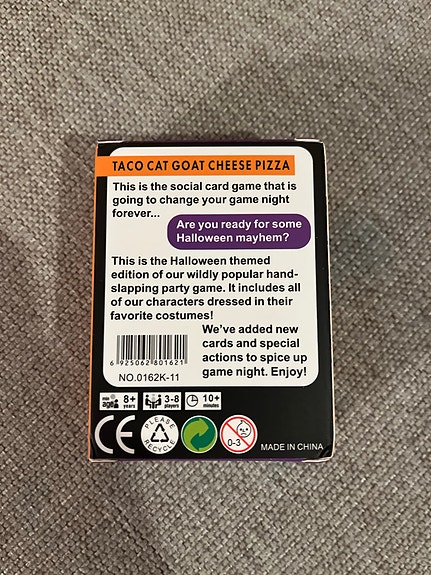 TACO CAT GOAT CHEESE PIZZA
This is the social card game that is
going to change your game night
forever...
Are you ready for some
Halloween mayhem?
This is the Halloween themed
edition of our wildly popular hand-
slapping party game. It includes all
of our characters dressed in their
favorite costumes!
We've added new
cards and special
actions to spice up
game night. Enjoy!
6 925062 801621
NO.0162K-11
min age 8+ years
3-8 players
10+ minutes
CE
PLEASE RECYCLE
0-3
MADE IN CHINA